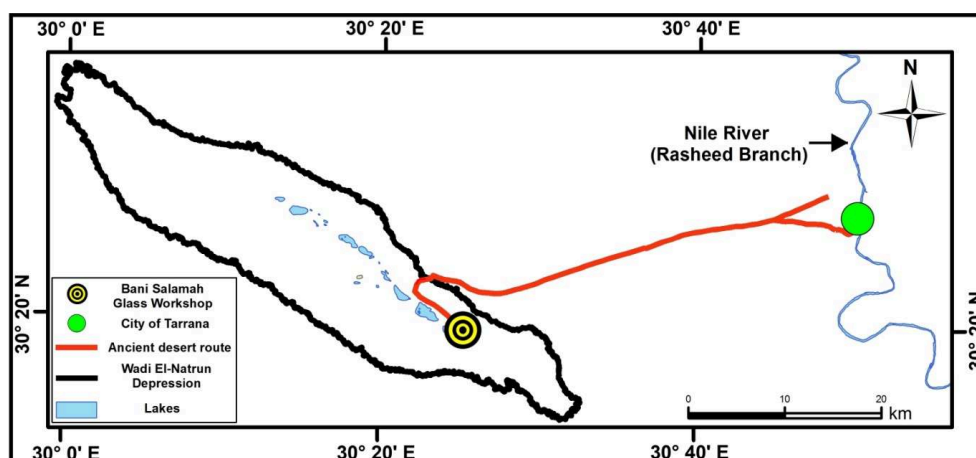 30° 0' E
30° 20' E
30° 40' E
N
Nile River
(Rasheed Branch)
30° 20' N
30° 20' N
Bani Salamah
Glass Workshop
City of Tarrana
Ancient desert route
Wadi El-Natrun
Depression
Lakes
0 10 20
km
30° 0' E
30° 20' E
30° 40' E